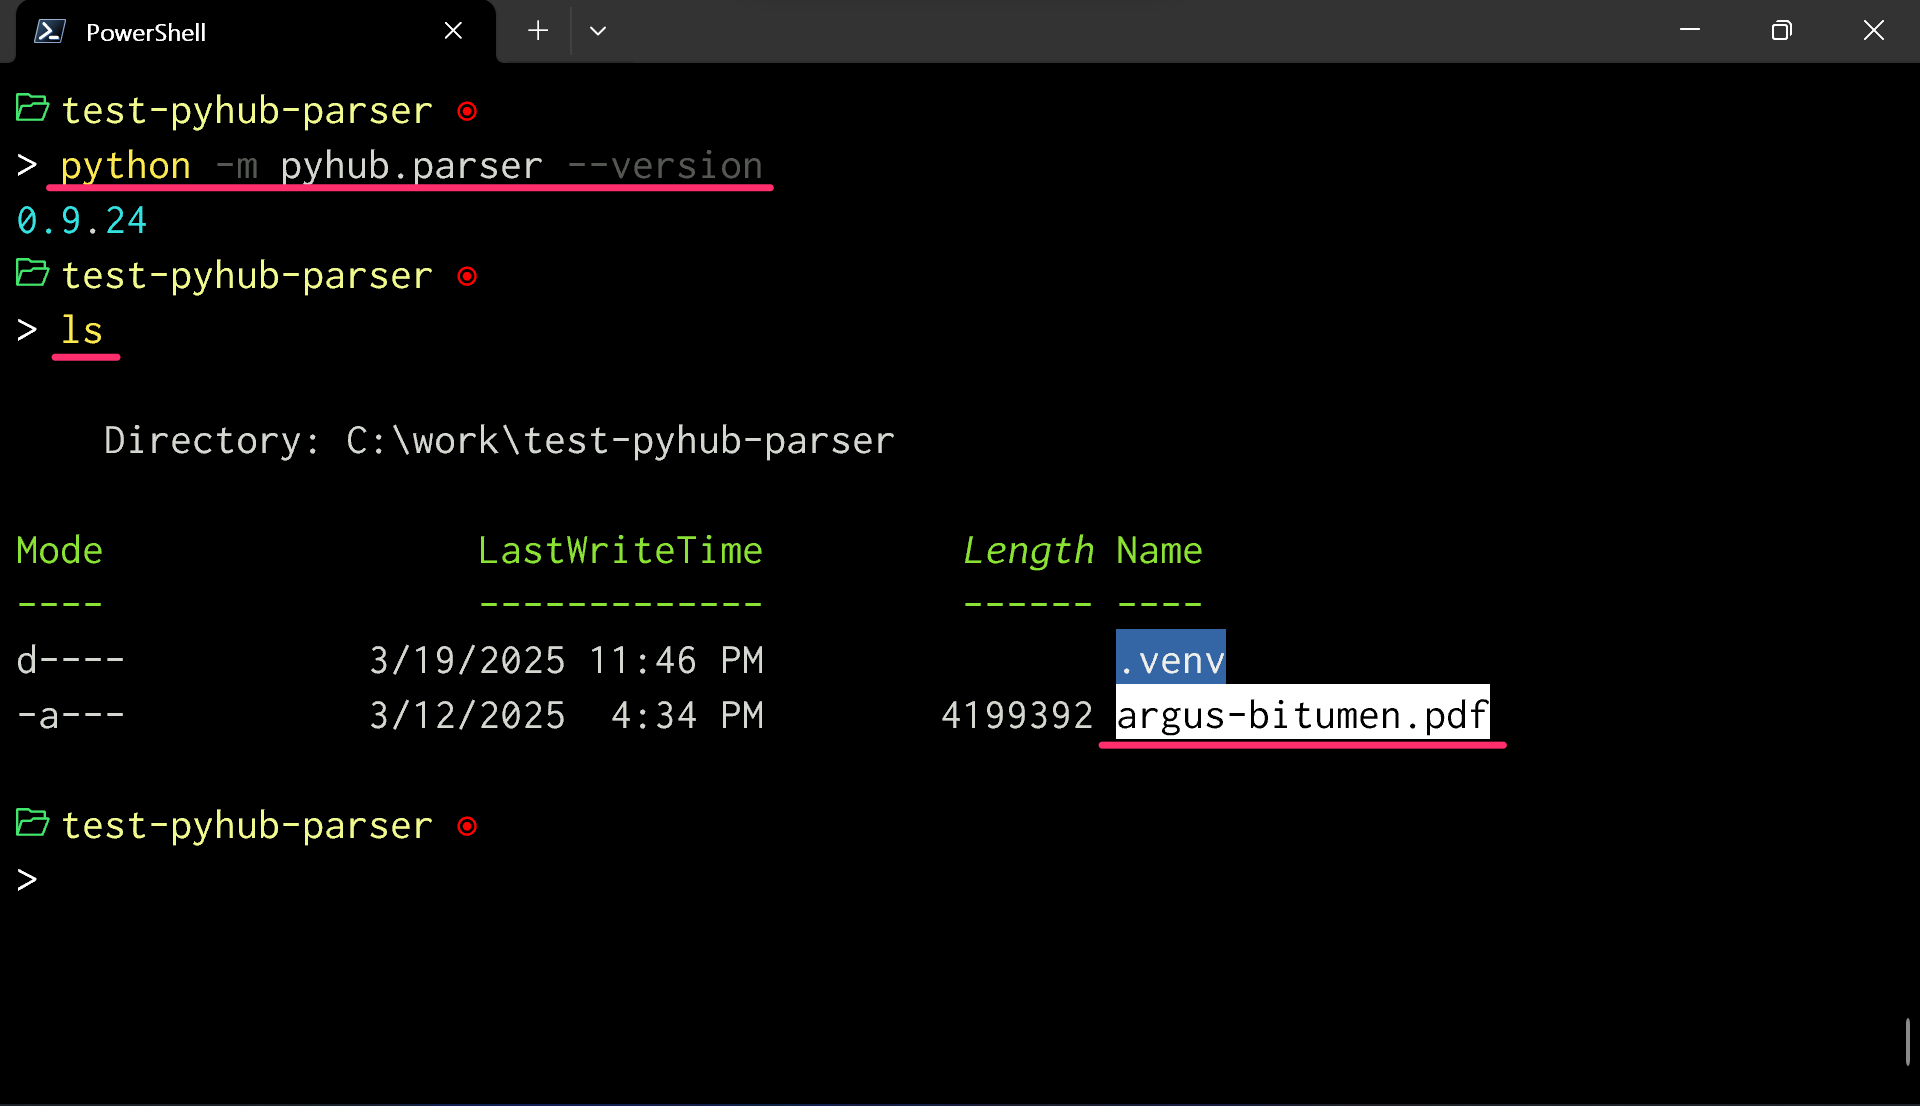 PowerShell
test-pyhub-parser
> python -m pyhub.parser --version
0.9.24
test-pyhub-parser
> ls
Directory: C:\work\test-pyhub-parser
Mode LastWriteTime Length Name
---- ------------- ------ ----
d---- 3/19/2025 11:46 PM .venv
-a--- 3/12/2025 4:34 PM 4199392 argus-bitumen.pdf
test-pyhub-parser
>